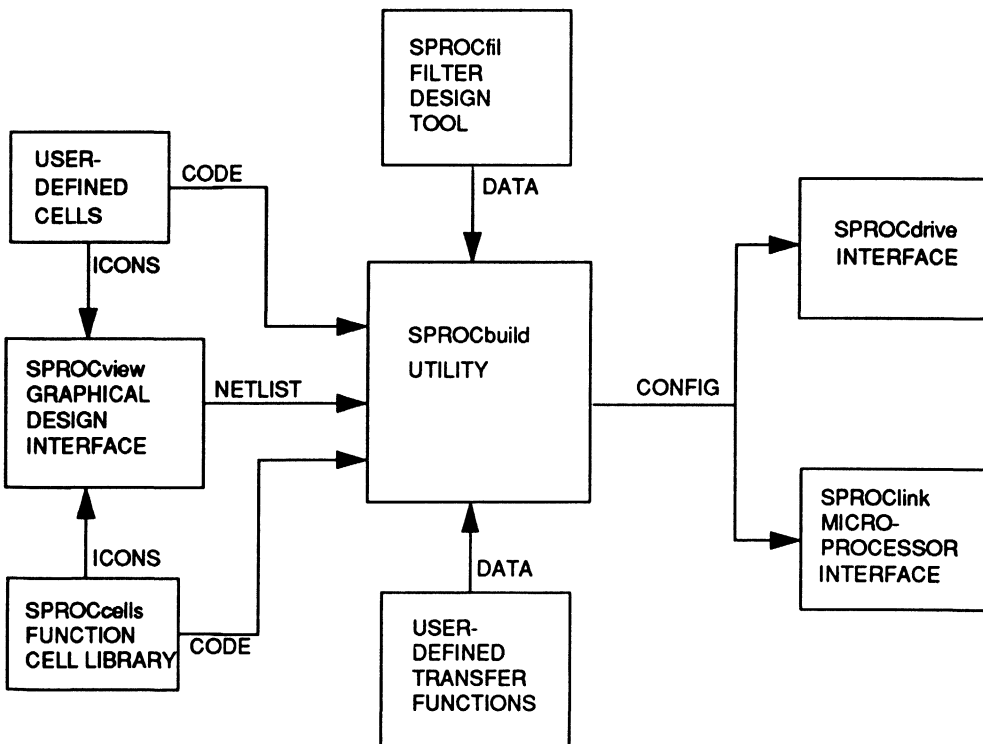 SPROCfil
FILTER
DESIGN
TOOL
DATA
USER-
DEFINED
CELLS
CODE
ICONS
SPROCview
GRAPHICAL
DESIGN
INTERFACE
NETLIST
ICONS
SPROCcells
FUNCTION
CELL LIBRARY
CODE
SPROCbuild
UTILITY
DATA
USER-
DEFINED
TRANSFER
FUNCTIONS
CONFIG
SPROCdrive
INTERFACE
SPROClink
MICRO-
PROCESSOR
INTERFACE